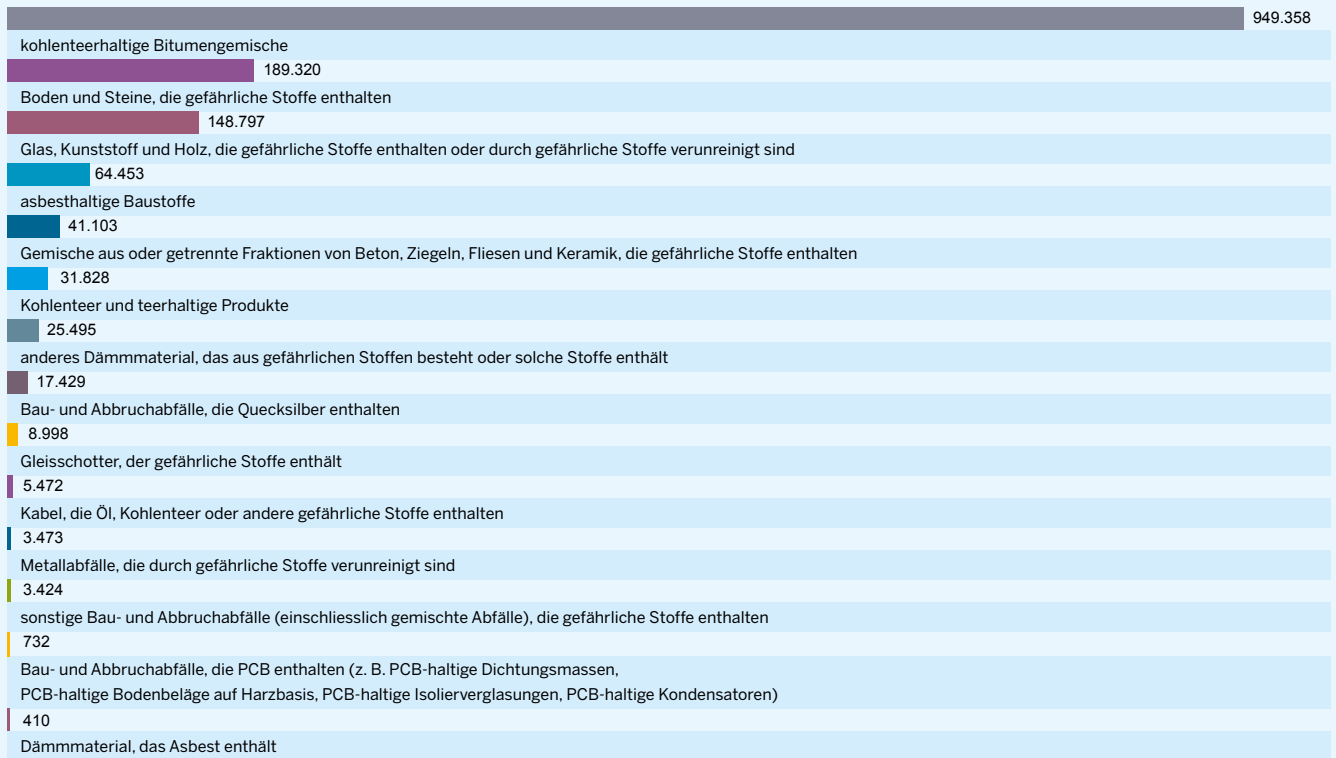 949.358
kohlenteerhaltige Bitumengemische
189.320
Boden und Steine, die gefährliche Stoffe enthalten
148.797
Glas, Kunststoff und Holz, die gefährliche Stoffe enthalten oder durch gefährliche Stoffe verunreinigt sind
64.453
asbesthaltige Baustoffe
41.103
Gemische aus oder getrennte Fraktionen von Beton, Ziegeln, Fliesen und Keramik, die gefährliche Stoffe enthalten
31.828
Kohlenteer und teerhaltige Produkte
25.495
anderes Dämmmaterial, das aus gefährlichen Stoffen besteht oder solche Stoffe enthält
17.429
Bau- und Abbruchabfälle, die Quecksilber enthalten
8.998
Gleisschotter, der gefährliche Stoffe enthält
5.472
Kabel, die Öl, Kohlenteer oder andere gefährliche Stoffe enthalten
3.473
Metallabfälle, die durch gefährliche Stoffe verunreinigt sind
3.424
sonstige Bau- und Abbruchabfälle (einschliesslich gemischte Abfälle), die gefährliche Stoffe enthalten
732
Bau- und Abbruchabfälle, die PCB enthalten (z. B. PCB-haltige Dichtungsmassen,
PCB-haltige Bodenbeläge auf Harzbasis, PCB-haltige Isolierverglasungen, PCB-haltige Kondensatoren)
410
Dämmmaterial, das Asbest enthält